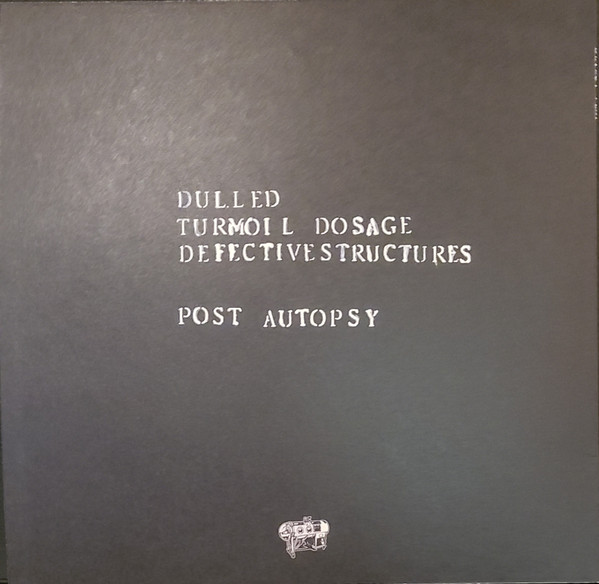 DULLED
TURMOIL DOSAGE
DEFECTIVESTRUCTURES
POST AUTOPSY